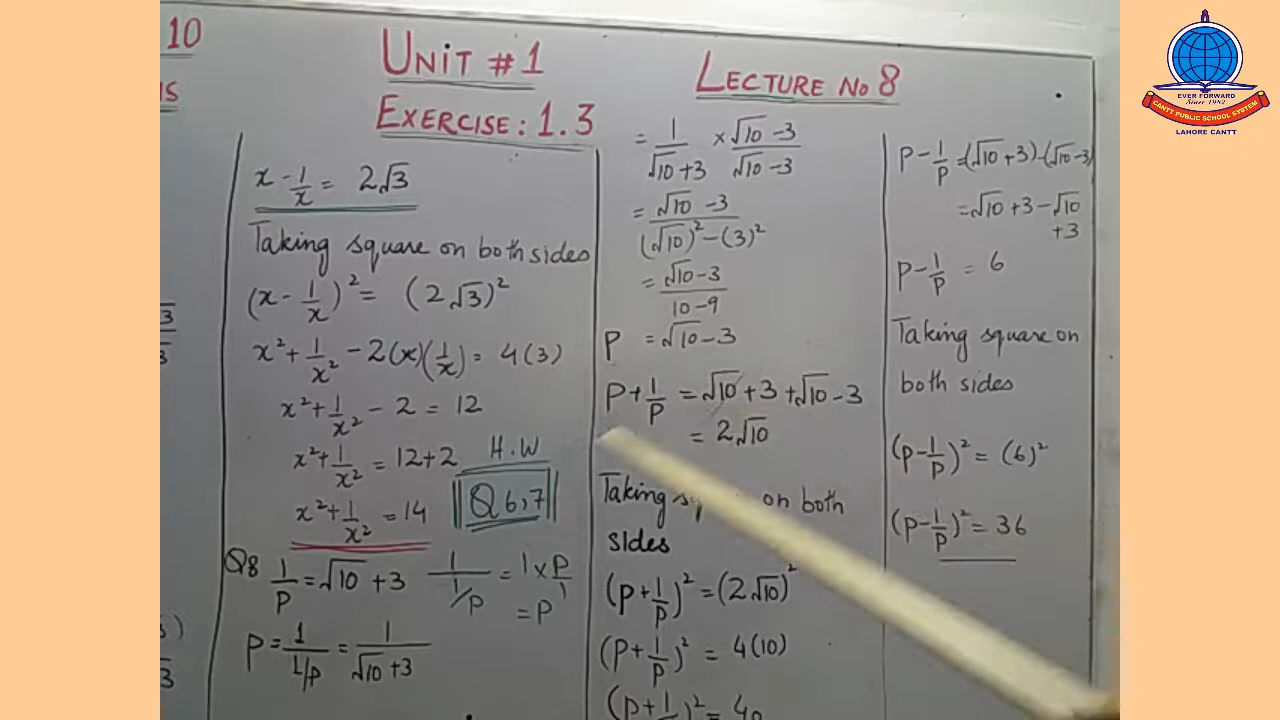 10
UNIT #1
LECTURE No 8
EXERCISE: 1.3
x - 1/x = 2√3
Taking square on both sides
(x - 1/x)² = (2√3)²
x² + 1/x² - 2(x)(1/x) = 4(3)
x² + 1/x² - 2 = 12
x² + 1/x² = 12+2
x² + 1/x² = 14
H.W
Q 6,7
Q8 1/p = √10 + 3
1/(1/p) = 1 × p/1
= p
p = 1/(1/p) = 1/(√10 + 3)
= 1/(√10 + 3) × (√10 - 3)/(√10 - 3)
= (√10 - 3)/((√10)² - (3)²)
= (√10 - 3)/(10 - 9)
p = √10 - 3
p + 1/p = √10 + 3 + √10 - 3
= 2√10
Taking on both
sides
(p + 1/p)² = (2√10)²
(p + 1/p)² = 4(10)
(p + 1/p)² = 40
p - 1/p = (√10 + 3) - (√10 - 3)
= √10 + 3 - √10
+3
p - 1/p = 6
Taking square on
both sides
(p - 1/p)² = (6)²
(p - 1/p)² = 36
EVER FORWARD
Since 1982
CANTT PUBLIC SCHOOL SYSTEM
LAHORE CANTT